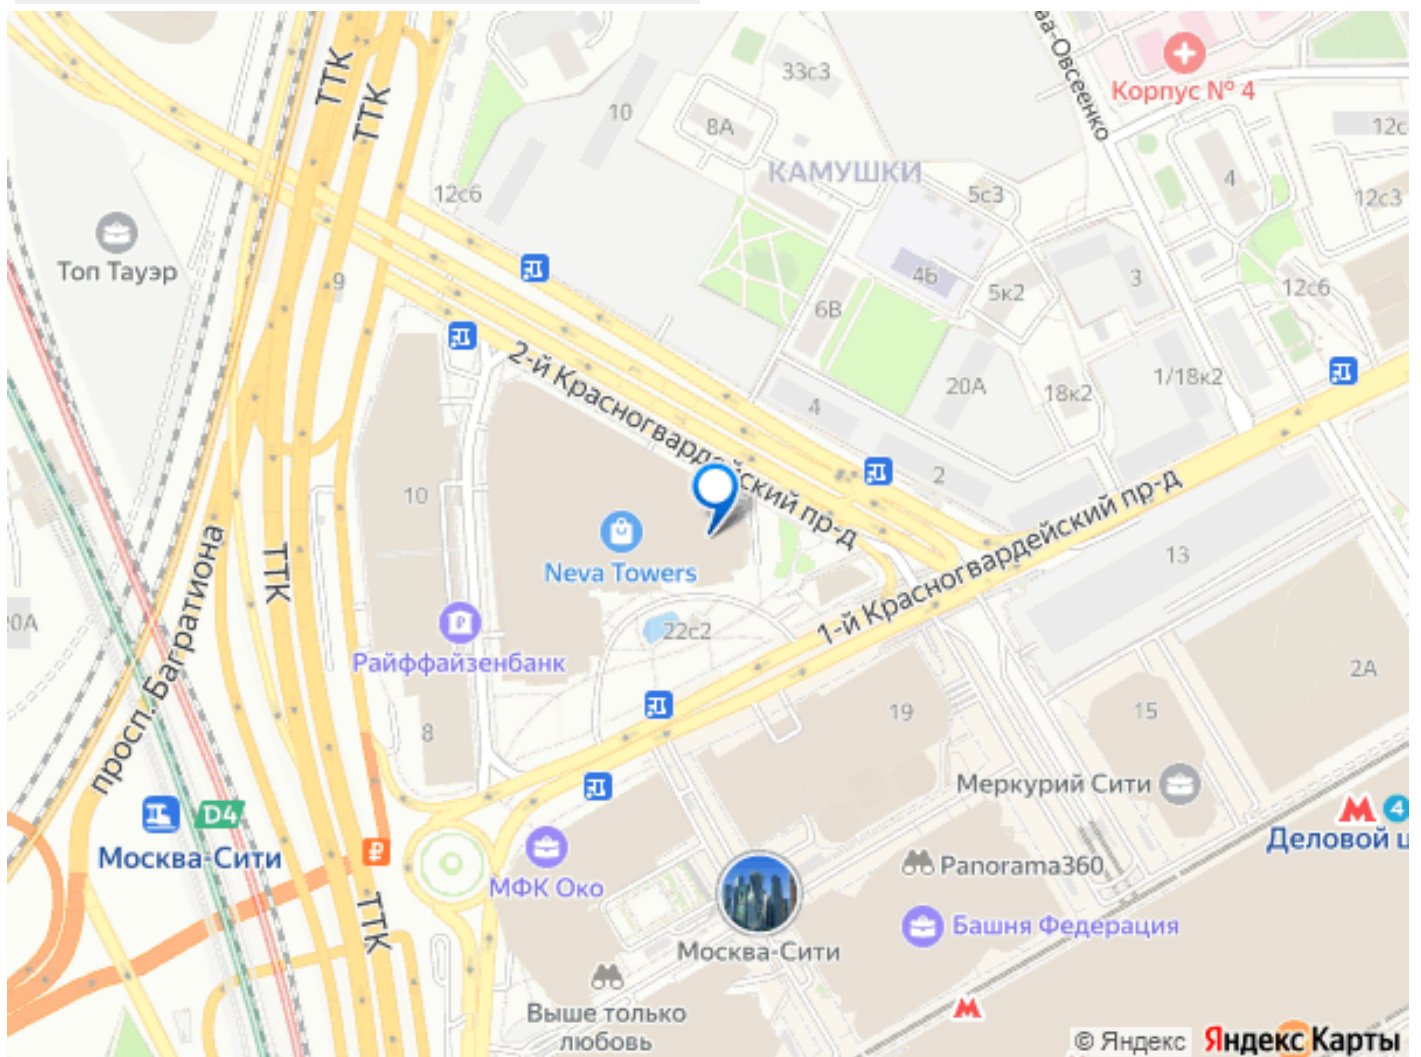 ТТК
ТТК
33с3
Корпус № 4
10
8А
12с
КАМУШКИ
4
12с6
5с3
12с3
Топ Тауэр
9
4Б
3
5к2
12с6
6В
2-й Красногвардейский пр-д
20А
1/18к2
18к2
4
2
10
1-й Красногвардейский пр-д
13
Neva Towers
ТТК
просп. Багратиона
22с2
Райффайзенбанк
2А
19
15
8
Меркурий Сити
D4
4
Москва-Сити
₽
Деловой ц
Panorama360
МФК Око
ТТК
Башня Федерация
Москва-Сити
Выше только
любовь
© Яндекс Яндекс Карты